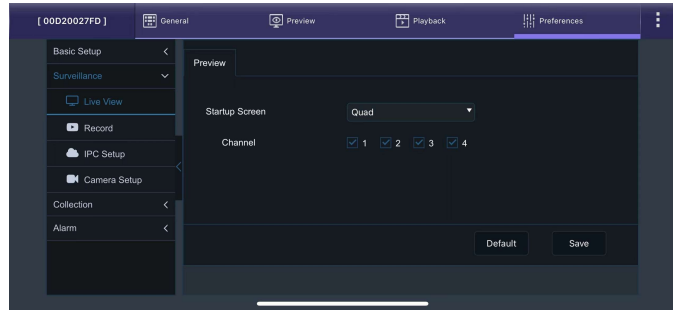 [ 00D20027FD ] General Preview Playback Preferences
Basic Setup
Surveillance
Live View
Record
IPC Setup
Camera Setup
Collection
Alarm
Preview
Startup Screen Quad
Channel 1 2 3 4
Default Save